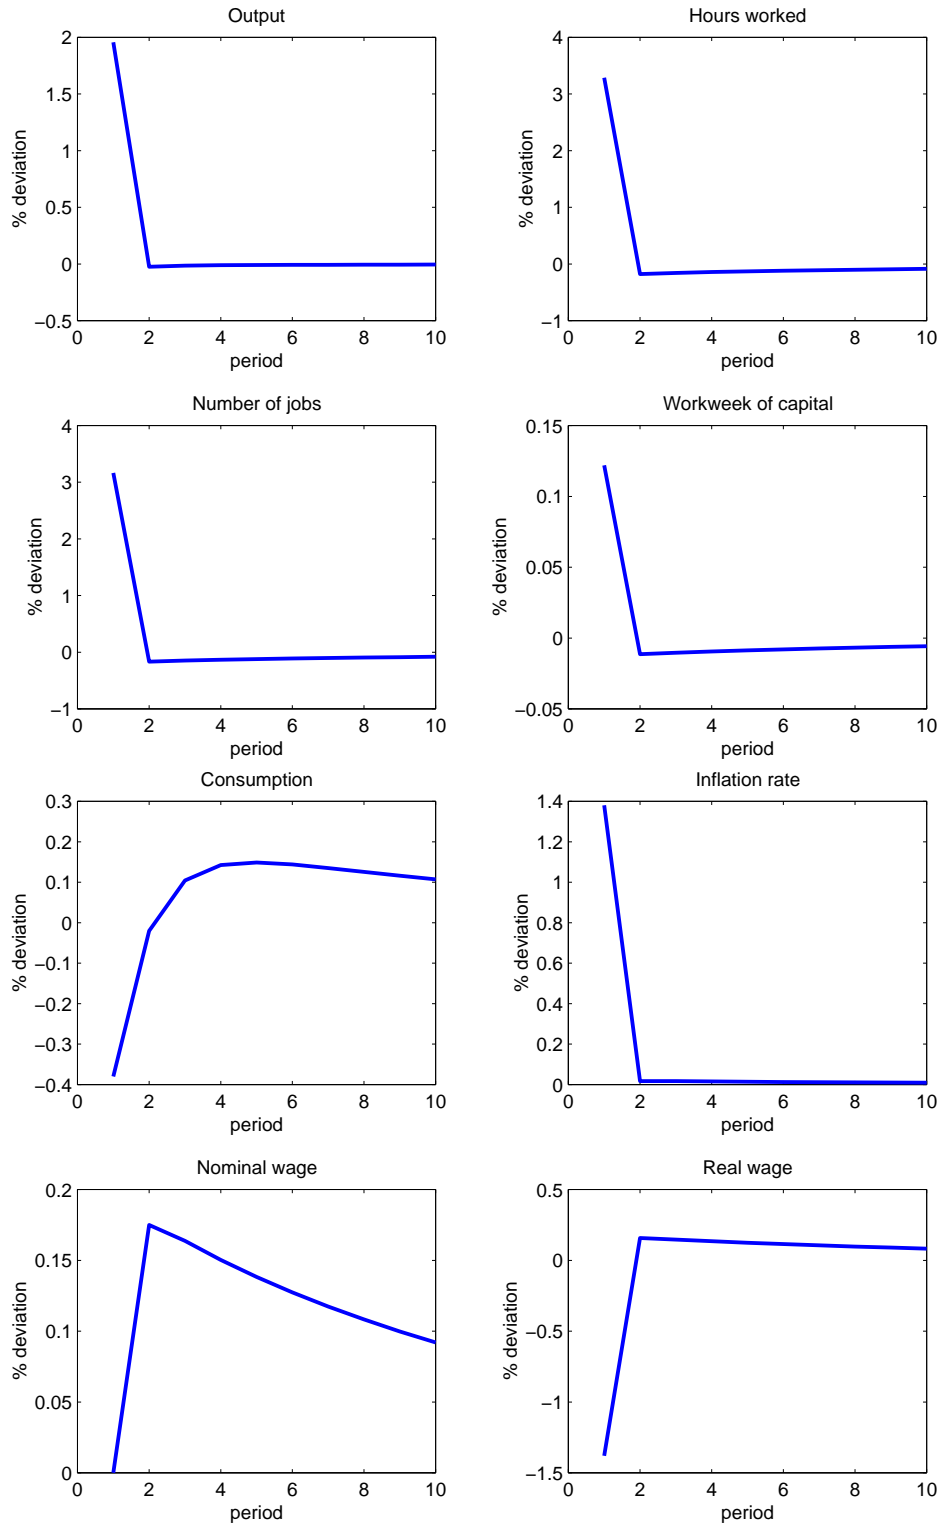 Output
2
1.5
1
0.5
0
−0.5
0 2 4 6 8 10
% deviation
period
Hours worked
4
3
2
1
0
−1
0 2 4 6 8 10
% deviation
period
Number of jobs
4
3
2
1
0
−1
0 2 4 6 8 10
% deviation
period
Workweek of capital
0.15
0.1
0.05
0
−0.05
0 2 4 6 8 10
% deviation
period
Consumption
0.3
0.2
0.1
0
−0.1
−0.2
−0.3
−0.4
0 2 4 6 8 10
% deviation
period
Inflation rate
1.4
1.2
1
0.8
0.6
0.4
0.2
0
0 2 4 6 8 10
% deviation
period
Nominal wage
0.2
0.15
0.1
0.05
0
0 2 4 6 8 10
% deviation
period
Real wage
0.5
0
−0.5
−1
−1.5
0 2 4 6 8 10
% deviation
period